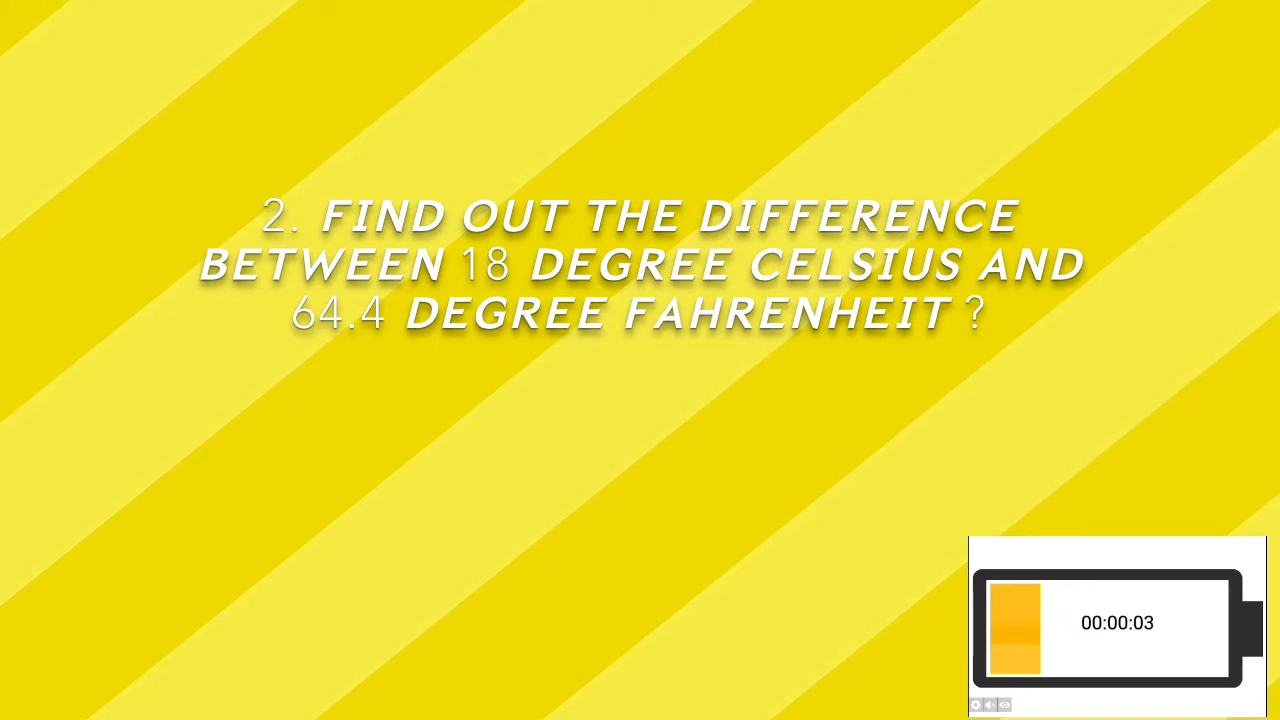 2. FIND OUT THE DIFFERENCE
BETWEEN 18 DEGREE CELSIUS AND
64.4 DEGREE FAHRENHEIT ?
00:00:03